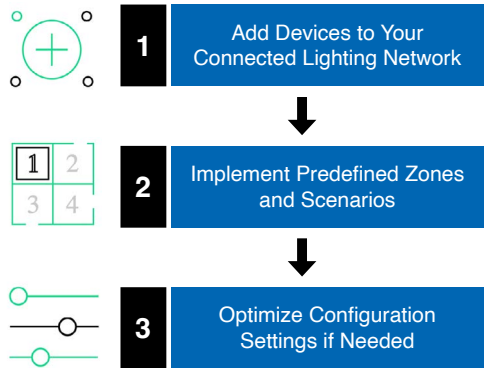 1
Add Devices to Your
Connected Lighting Network
1 2
3 4
2
Implement Predefined Zones
and Scenarios
3
Optimize Configuration
Settings if Needed